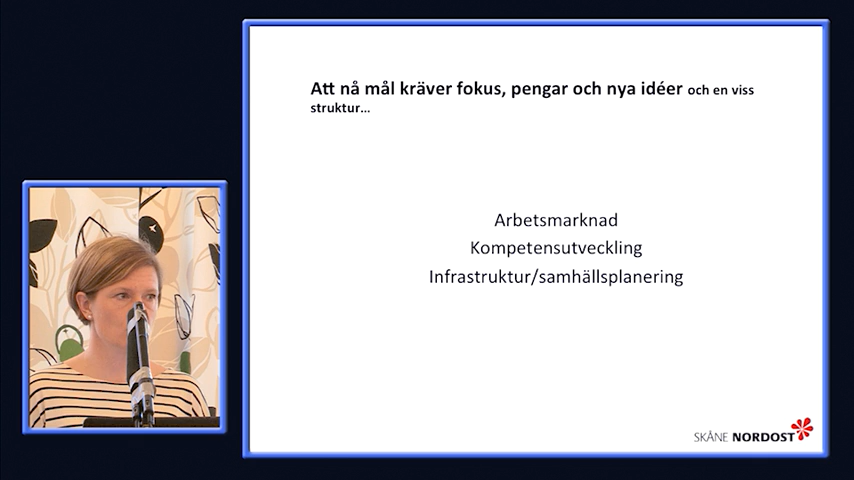 Att nå mål kräver fokus, pengar och nya idéer och en viss
struktur...
Arbetsmarknad
Kompetensutveckling
Infrastruktur/samhällsplanering
SKÅNE NORDOST